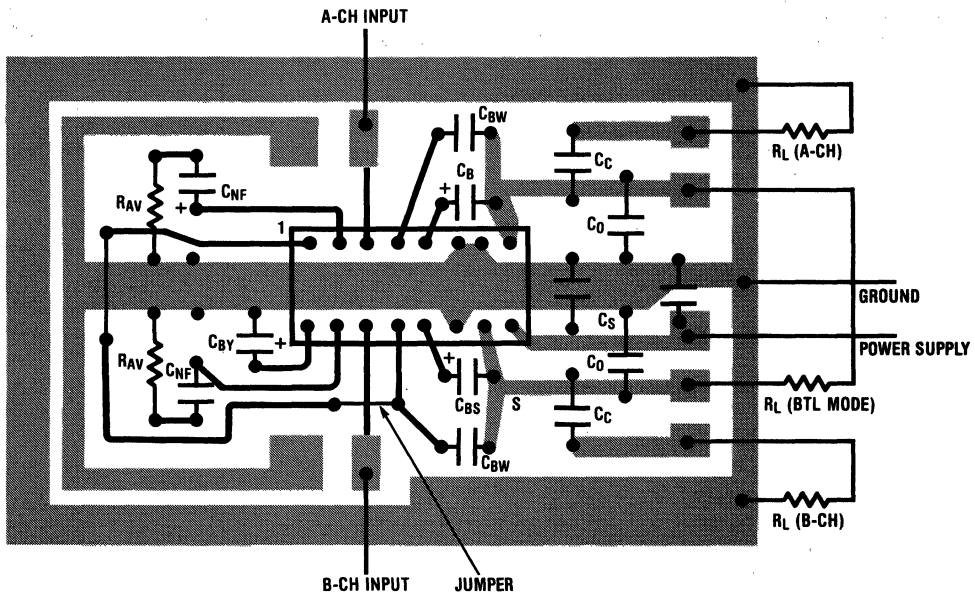 A-CH INPUT
CBW
CC
RL (A-CH)
CB
+
CNF
RAV
+
1
CO
GROUND
CS
POWER SUPPLY
CBY
+
RAV
CNF
+
CO
CBS
S
CC
RL (BTL MODE)
CBW
RL (B-CH)
B-CH INPUT
JUMPER